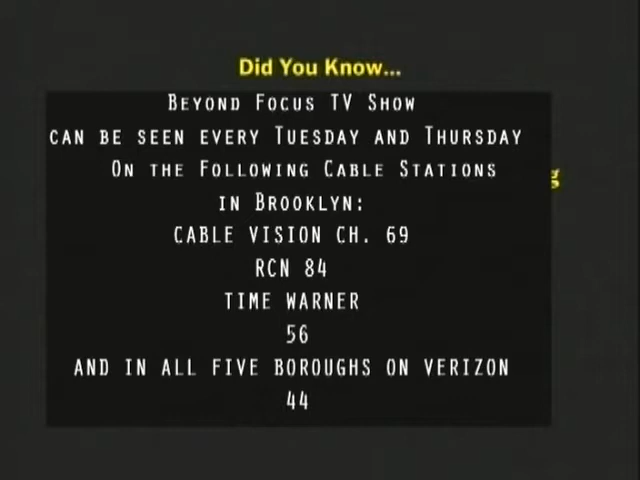 Did You Know...
Beyond Focus TV Show
can be seen every Tuesday and Thursday
On the Following Cable Stations
in Brooklyn:
CABLE VISION CH. 69
RCN 84
TIME WARNER
56
AND IN ALL FIVE BOROUGHS ON VERIZON
44